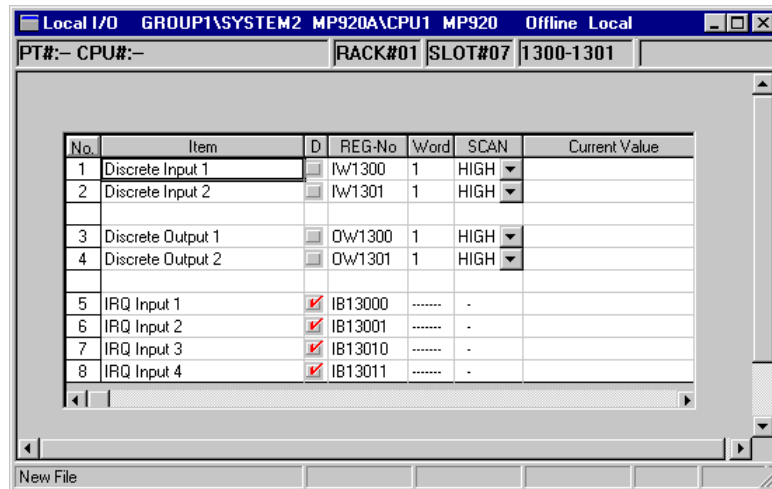 Local I/O GROUP1\SYSTEM2 MP920A\CPU1 MP920 Offline Local
PT#:– CPU#:– RACK#01 SLOT#07 1300-1301
No. Item D REG-No Word SCAN Current Value
1 Discrete Input 1 IW1300 1 HIGH
2 Discrete Input 2 IW1301 1 HIGH
3 Discrete Output 1 OW1300 1 HIGH
4 Discrete Output 2 OW1301 1 HIGH
5 IRQ Input 1 IB13000 ------- -
6 IRQ Input 2 IB13001 ------- -
7 IRQ Input 3 IB13010 ------- -
8 IRQ Input 4 IB13011 ------- -
New File